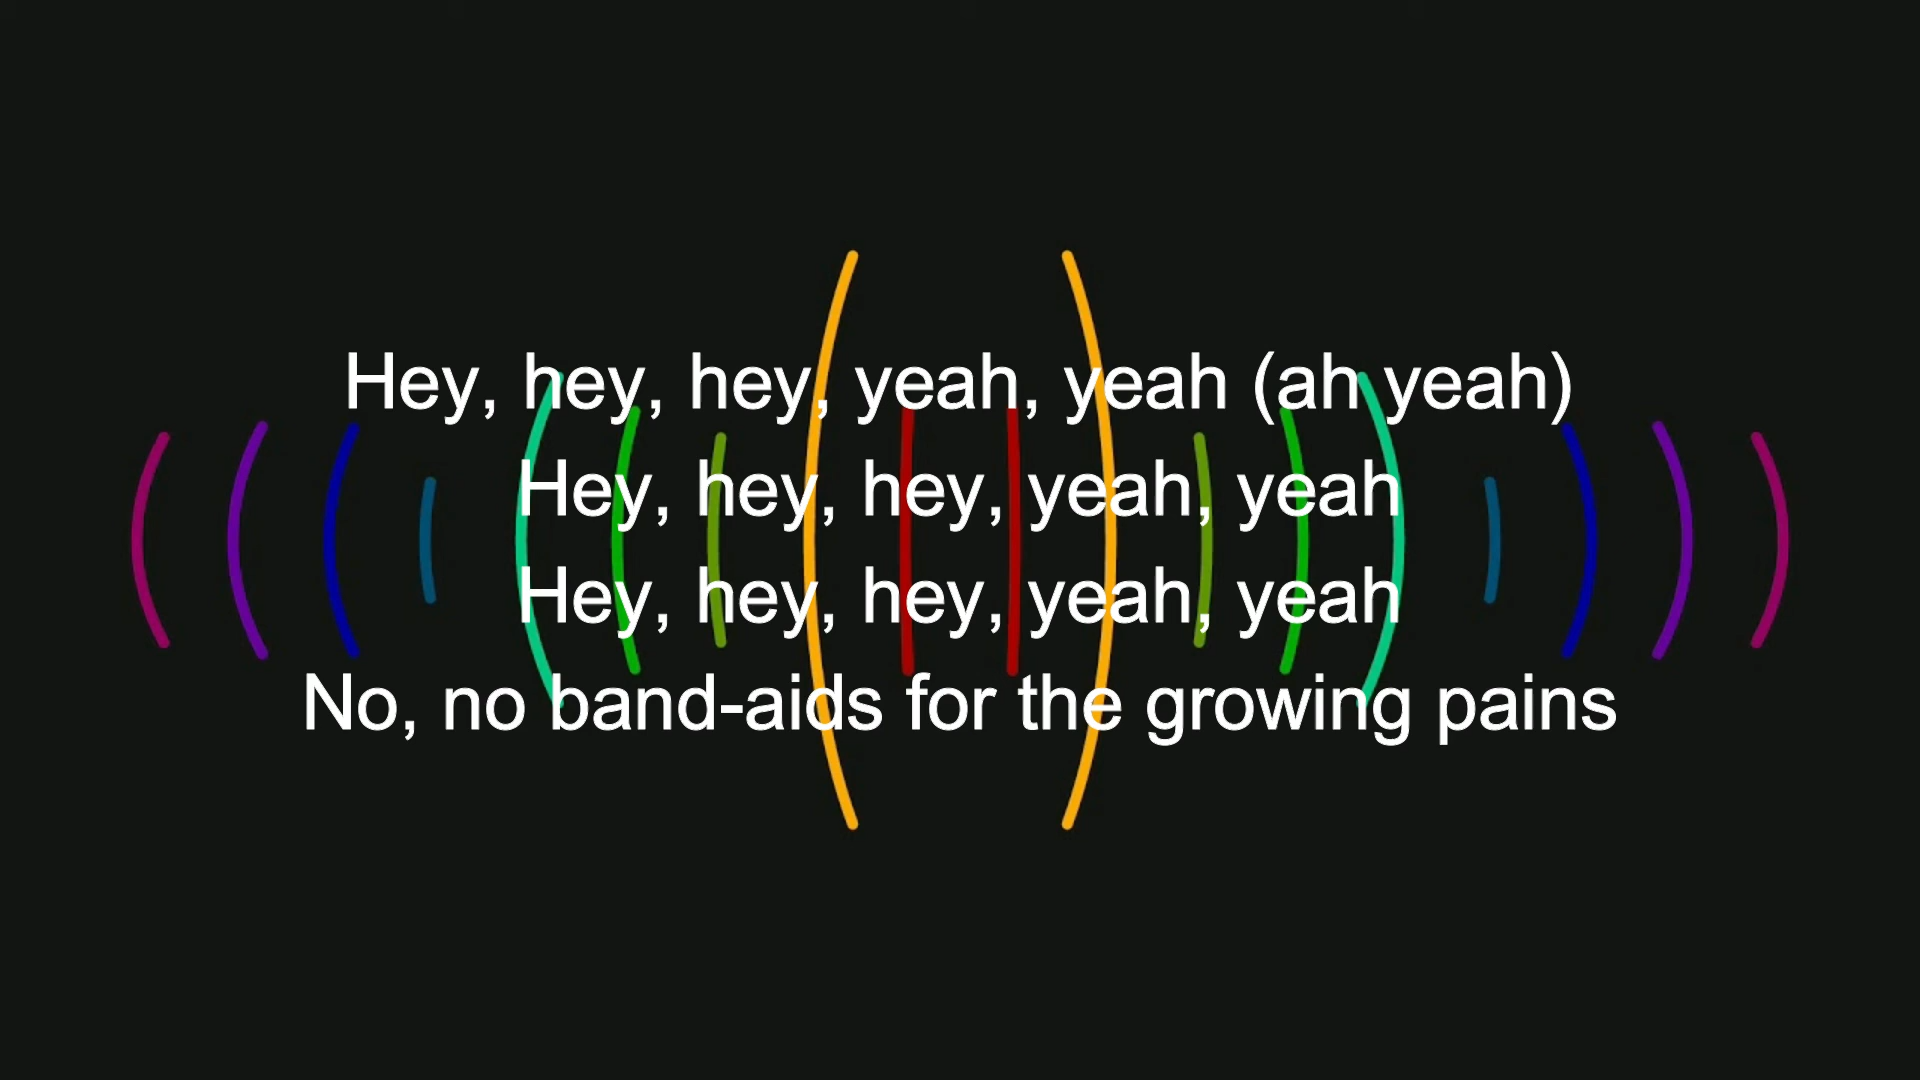 Hey, hey, hey, yeah, yeah (ah yeah)
Hey, hey, hey, yeah, yeah
Hey, hey, hey, yeah, yeah
No, no band-aids for the growing pains